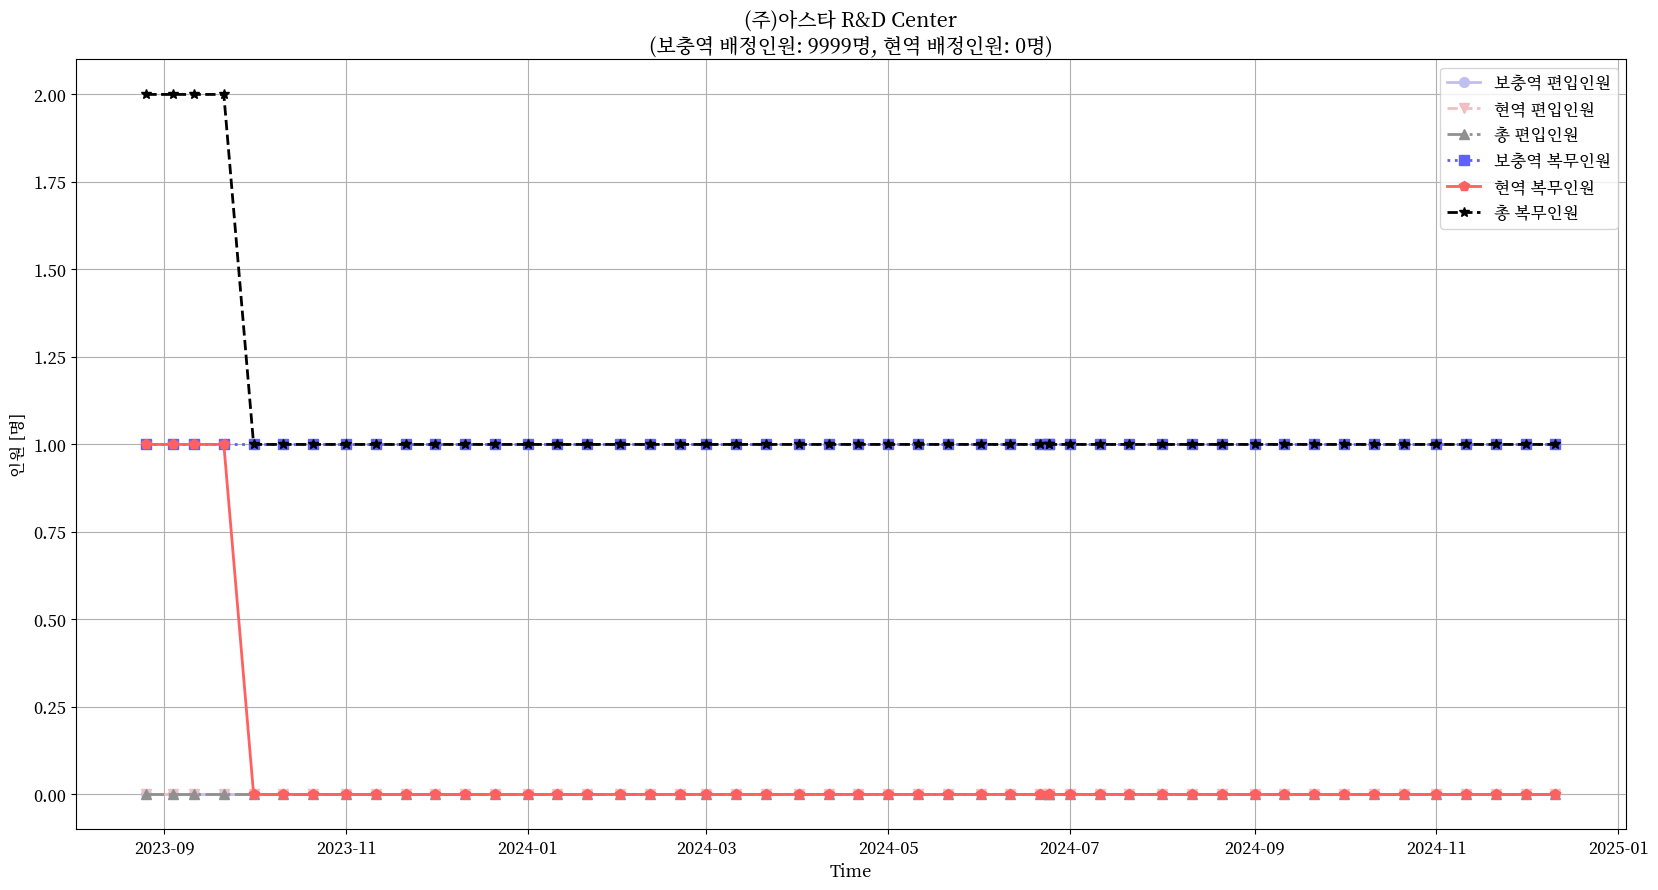 (주)아스타 R&D Center
(보충역 배정인원: 9999명, 현역 배정인원: 0명)
보충역 편입인원
현역 편입인원
총 편입인원
보충역 복무인원
현역 복무인원
총 복무인원
인원 [명]
2.00
1.75
1.50
1.25
1.00
0.75
0.50
0.25
0.00
2023-09 2023-11 2024-01 2024-03 2024-05 2024-07 2024-09 2024-11 2025-01
Time